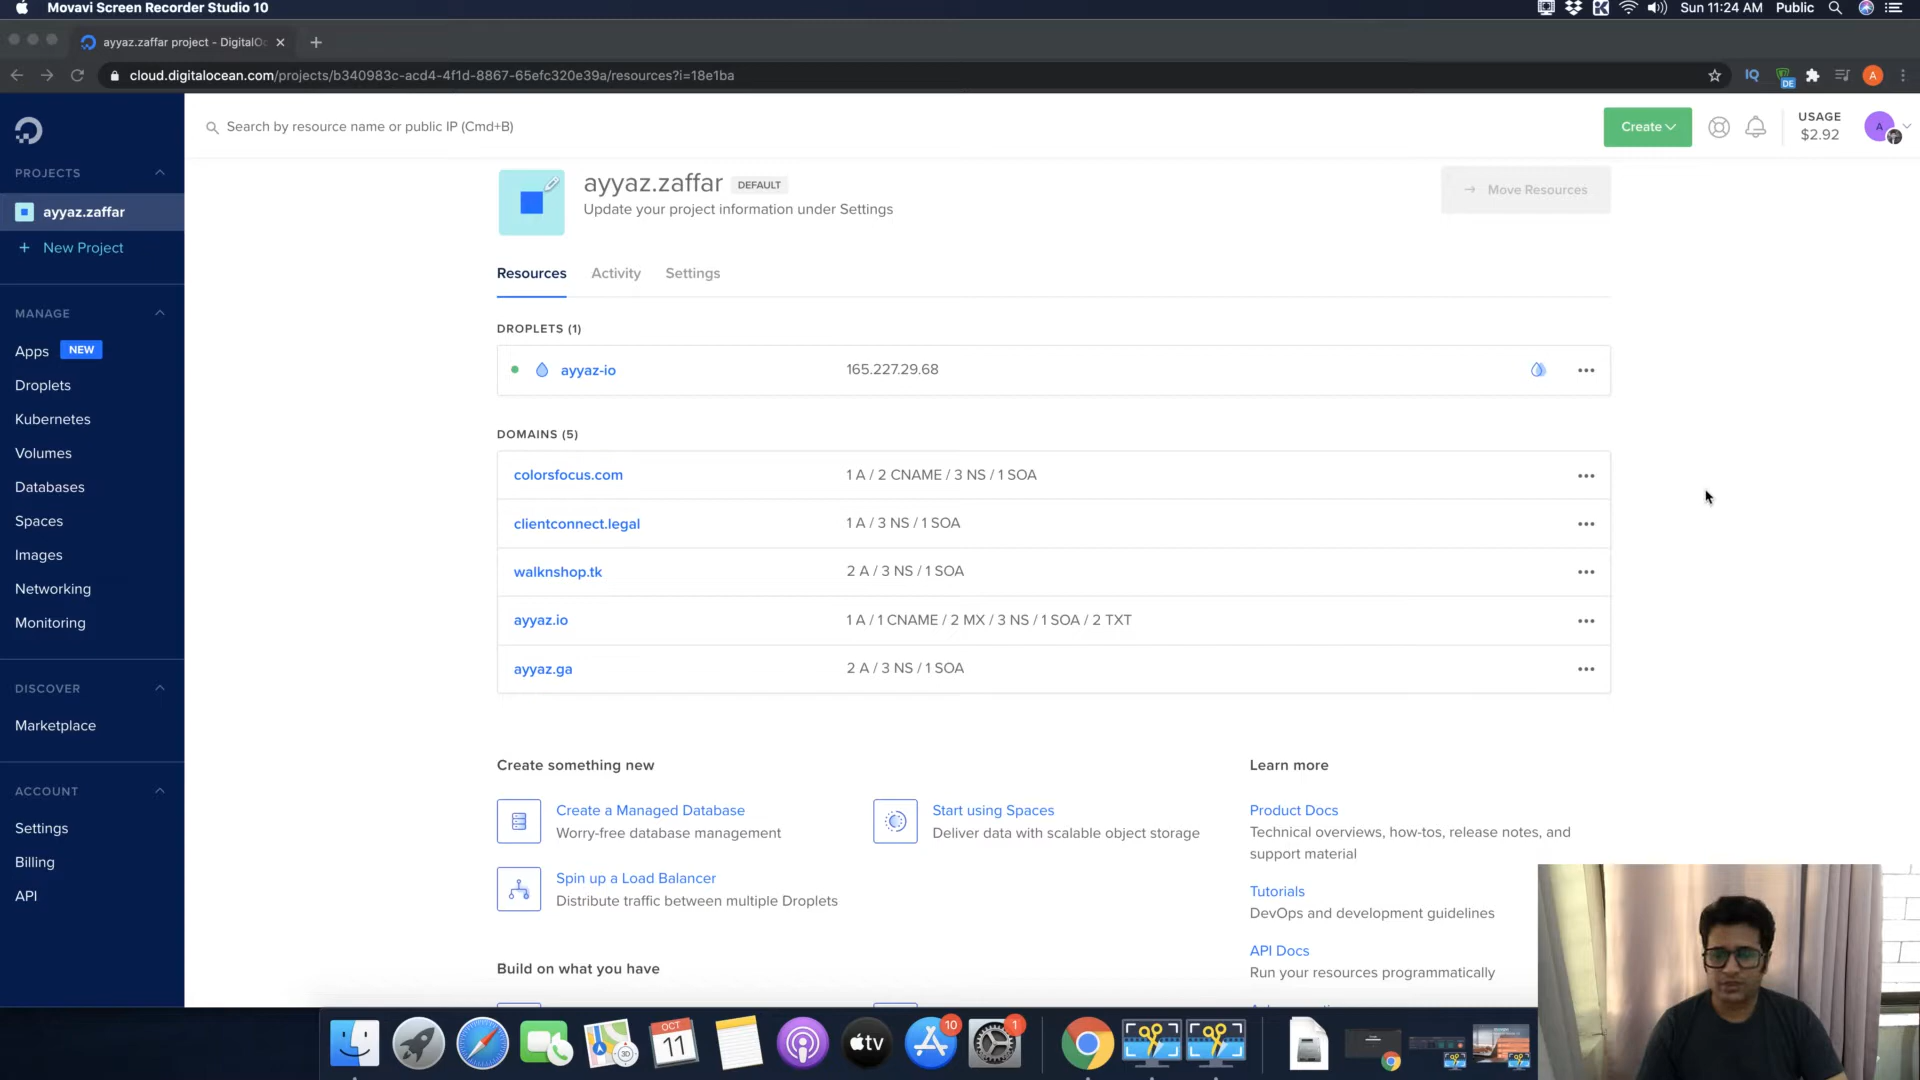 Movavi Screen Recorder Studio 10
Sun 11:24 AM Public
ayyaz.zaffar project - DigitalOc
cloud.digitalocean.com/projects/b340983c-acd4-4f1d-8867-65efc320e39a/resources?i=18e1ba
IQ
DE
A
Search by resource name or public IP (Cmd+B)
Create
USAGE
$2.92
A
PROJECTS
ayyaz.zaffar
+ New Project
MANAGE
Apps NEW
Droplets
Kubernetes
Volumes
Databases
Spaces
Images
Networking
Monitoring
DISCOVER
Marketplace
ACCOUNT
Settings
Billing
API
ayyaz.zaffar DEFAULT
Update your project information under Settings
→ Move Resources
Resources Activity Settings
DROPLETS (1)
ayyaz-io 165.227.29.68
DOMAINS (5)
colorsfocus.com 1 A / 2 CNAME / 3 NS / 1 SOA
clientconnect.legal 1 A / 3 NS / 1 SOA
walknshop.tk 2 A / 3 NS / 1 SOA
ayyaz.io 1 A / 1 CNAME / 2 MX / 3 NS / 1 SOA / 2 TXT
ayyaz.ga 2 A / 3 NS / 1 SOA
Create something new
Create a Managed Database
Worry-free database management
Start using Spaces
Deliver data with scalable object storage
Spin up a Load Balancer
Distribute traffic between multiple Droplets
Build on what you have
Learn more
Product Docs
Technical overviews, how-tos, release notes, and
support material
Tutorials
DevOps and development guidelines
API Docs
Run your resources programmatically
3D
OCT
11
tv
10
1